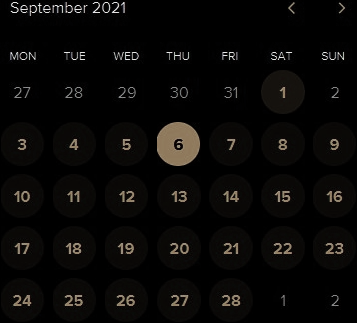 September 2021
MON TUE WED THU FRI SAT SUN
27 28 29 30 31 1 2
3 4 5 6 7 8 9
10 11 12 13 14 15 16
17 18 19 20 21 22 23
24 25 26 27 28 1 2